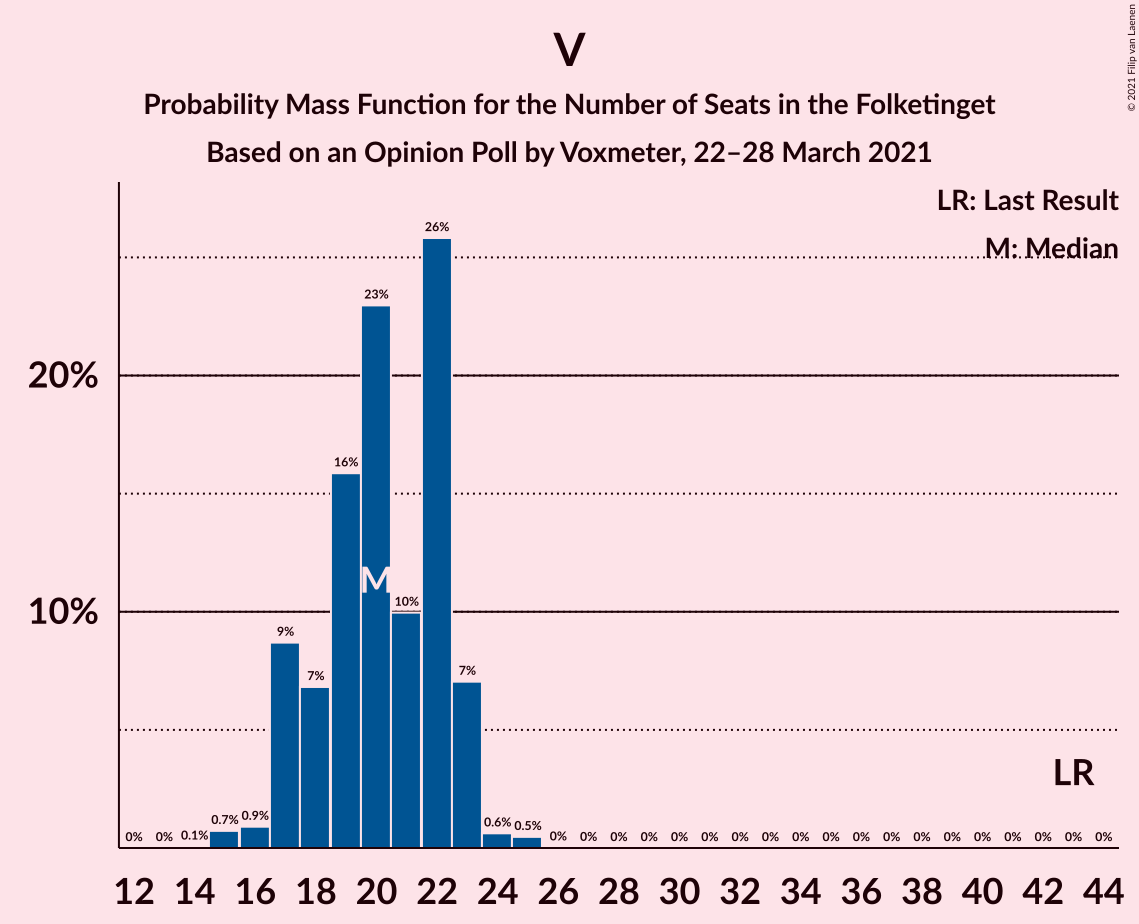 V
Probability Mass Function for the Number of Seats in the Folketinget
Based on an Opinion Poll by Voxmeter, 22–28 March 2021
© 2021 Filip van Laenen
LR: Last Result
M: Median
20%
10%
0% 0% 0.1% 0.7% 0.9% 9% 7% 16% 23% 10% 26% 7% 0.6% 0.5% 0% 0% 0% 0% 0% 0% 0% 0% 0% 0% 0% 0% 0% 0% 0% 0% 0% 0% 0%
M
LR
12 14 16 18 20 22 24 26 28 30 32 34 36 38 40 42 44